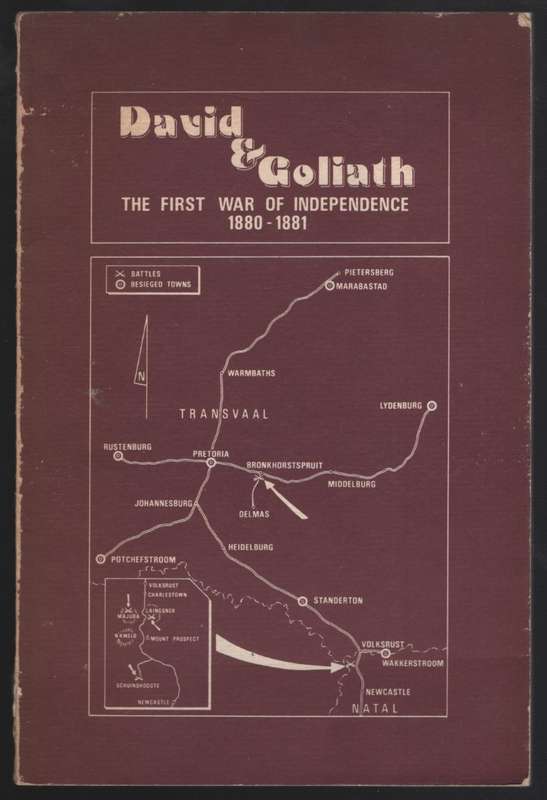 David
&
Goliath
THE FIRST WAR OF INDEPENDENCE
1880-1881
BATTLES
BESIEGED TOWNS
N
PIETERSBERG
MARABASTAD
WARMBATHS
TRANSVAAL
LYDENBURG
RUSTENBURG
PRETORIA
BRONKHORSTSPRUIT
MIDDELBURG
JOHANNESBURG
DELMAS
HEIDELBURG
POTCHEFSTROOM
STANDERTON
VOLKSRUST
CHARLESTOWN
LAINGSNEK
MAJUBA
MOUNT PROSPECT
SCHUINSHOOGTE
NEWCASTLE
VOLKSRUST
WAKKERSTROOM
NEWCASTLE
NATAL